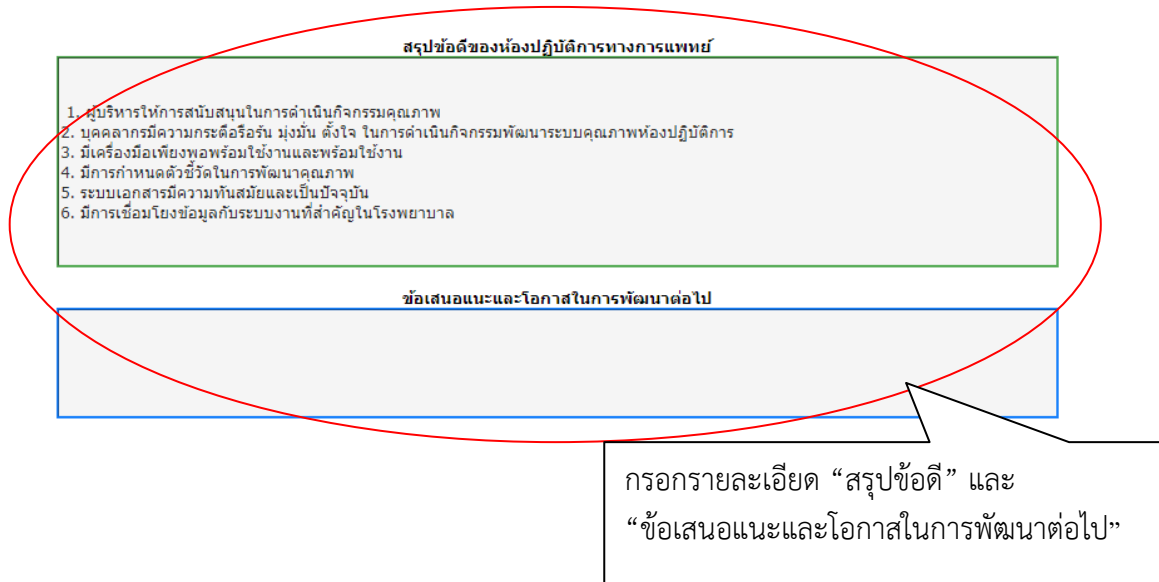 สรุปข้อดีของห้องปฏิบัติการทางการแพทย์
1. ผู้บริหารให้การสนับสนุนในการดำเนินกิจกรรมคุณภาพ
2. บุคคลากรมีความกระตือรือร้น มุ่งมั่น ตั้งใจ ในการดำเนินกิจกรรมพัฒนาระบบคุณภาพห้องปฏิบัติการ
3. มีเครื่องมือเพียงพอพร้อมใช้งานและพร้อมใช้งาน
4. มีการกำหนดตัวชี้วัดในการพัฒนาคุณภาพ
5. ระบบเอกสารมีความทันสมัยและเป็นปัจจุบัน
6. มีการเชื่อมโยงข้อมูลกับระบบงานที่สำคัญในโรงพยาบาล
ข้อเสนอแนะและโอกาสในการพัฒนาต่อไป
กรอกรายละเอียด “สรุปข้อดี” และ
“ข้อเสนอแนะและโอกาสในการพัฒนาต่อไป”